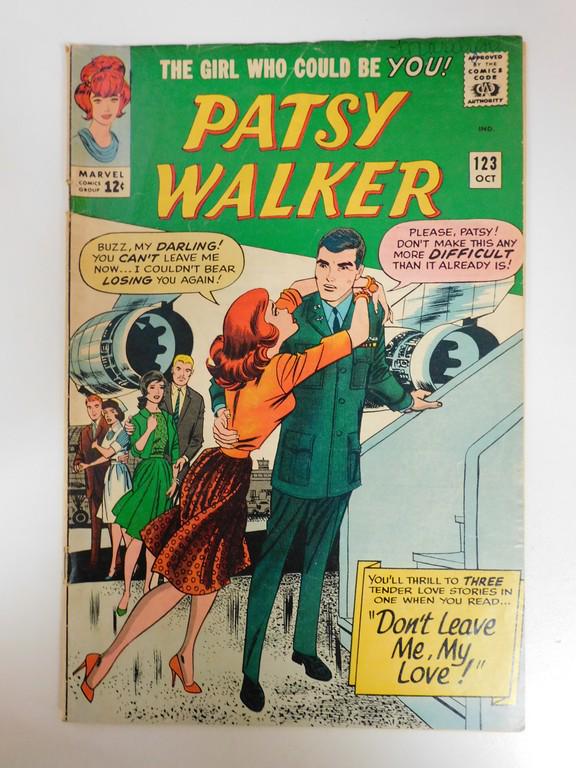 THE GIRL WHO COULD BE YOU!
APPROVED
BY THE
COMICS
CODE
CA
AUTHORITY
MARVEL
COMICS
GROUP 12¢
PATSY
WALKER
IND.
123
OCT
BUZZ, MY DARLING!
YOU CAN'T LEAVE ME
NOW... I COULDN'T BEAR
LOSING YOU AGAIN!
PLEASE, PATSY!
DON'T MAKE THIS ANY
MORE DIFFICULT
THAN IT ALREADY IS!
YOU'LL THRILL TO THREE
TENDER LOVE STORIES IN
ONE WHEN YOU READ...
"Don't Leave
Me, My
Love!"